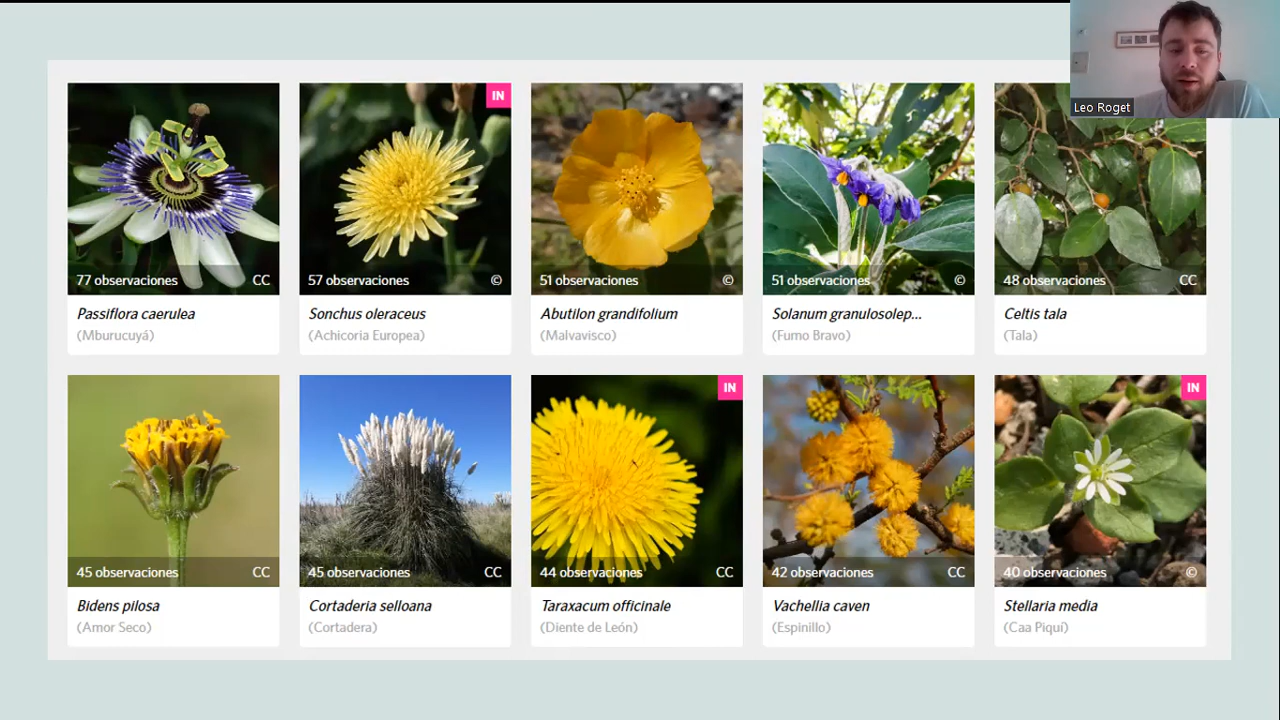 Leo Roget
IN
77 observaciones CC
57 observaciones ©
51 observaciones ©
51 observaciones ©
48 observaciones CC
Passiflora caerulea
(Mburucuyá)
Sonchus oleraceus
(Achicoria Europea)
Abutilon grandifolium
(Malvavisco)
Solanum granulosolep...
(Fumo Bravo)
Celtis tala
(Tala)
IN
IN
45 observaciones CC
45 observaciones CC
44 observaciones CC
42 observaciones CC
40 observaciones ©
Bidens pilosa
(Amor Seco)
Cortaderia selloana
(Cortadera)
Taraxacum officinale
(Diente de León)
Vachellia caven
(Espinillo)
Stellaria media
(Caa Piquí)